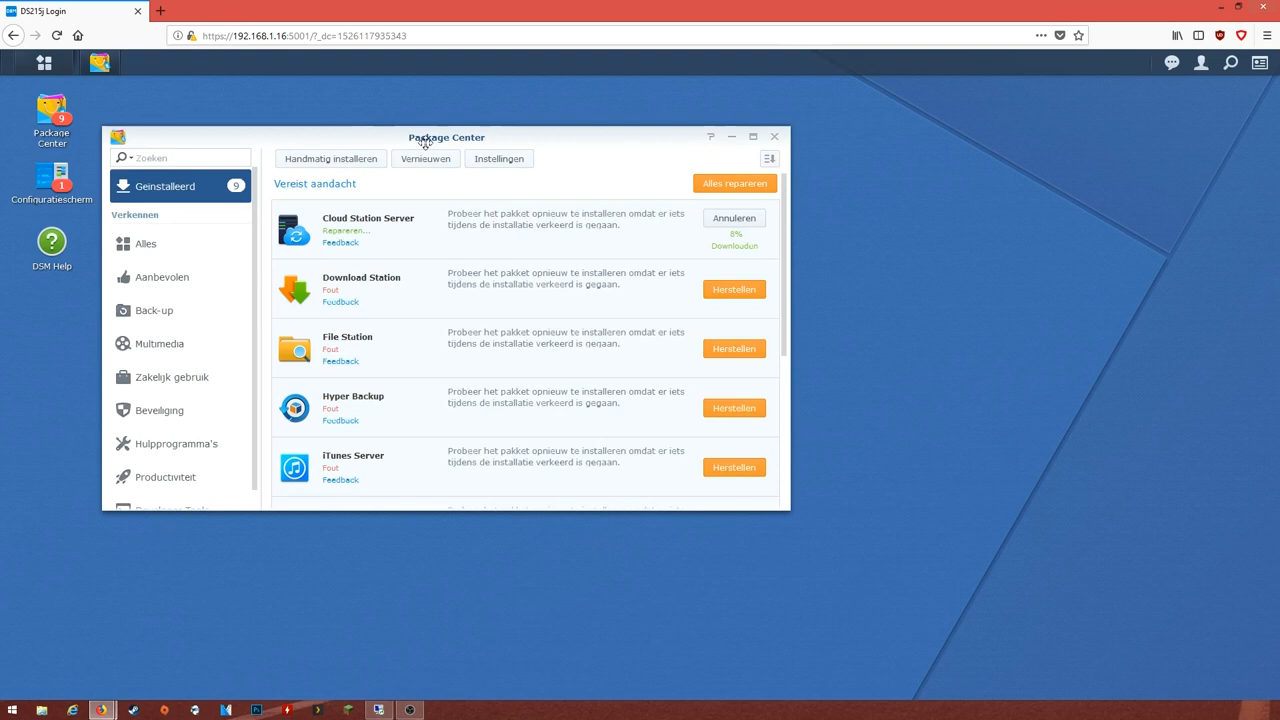 DS215j Login
https://192.168.1.16:5001/?_dc=1526117935343
9
Package
Center
1
Configuratiescherm
DSM Help
Package Center
Zoeken
Geïnstalleerd
9
Verkennen
Alles
Aanbevolen
Back-up
Multimedia
Zakelijk gebruik
Beveiliging
Hulpprogramma's
Productiviteit
Developer Tools
Handmatig installeren
Vernieuwen
Instellingen
Vereist aandacht
Alles repareren
Cloud Station Server
Repareren...
Feedback
Probeer het pakket opnieuw te installeren omdat er iets
tijdens de installatie verkeerd is gegaan.
Annuleren
8%
Downloaden
Download Station
Fout
Feedback
Probeer het pakket opnieuw te installeren omdat er iets
tijdens de installatie verkeerd is gegaan.
Herstellen
File Station
Fout
Feedback
Probeer het pakket opnieuw te installeren omdat er iets
tijdens de installatie verkeerd is gegaan.
Herstellen
Hyper Backup
Fout
Feedback
Probeer het pakket opnieuw te installeren omdat er iets
tijdens de installatie verkeerd is gegaan.
Herstellen
iTunes Server
Fout
Feedback
Probeer het pakket opnieuw te installeren omdat er iets
tijdens de installatie verkeerd is gegaan.
Herstellen